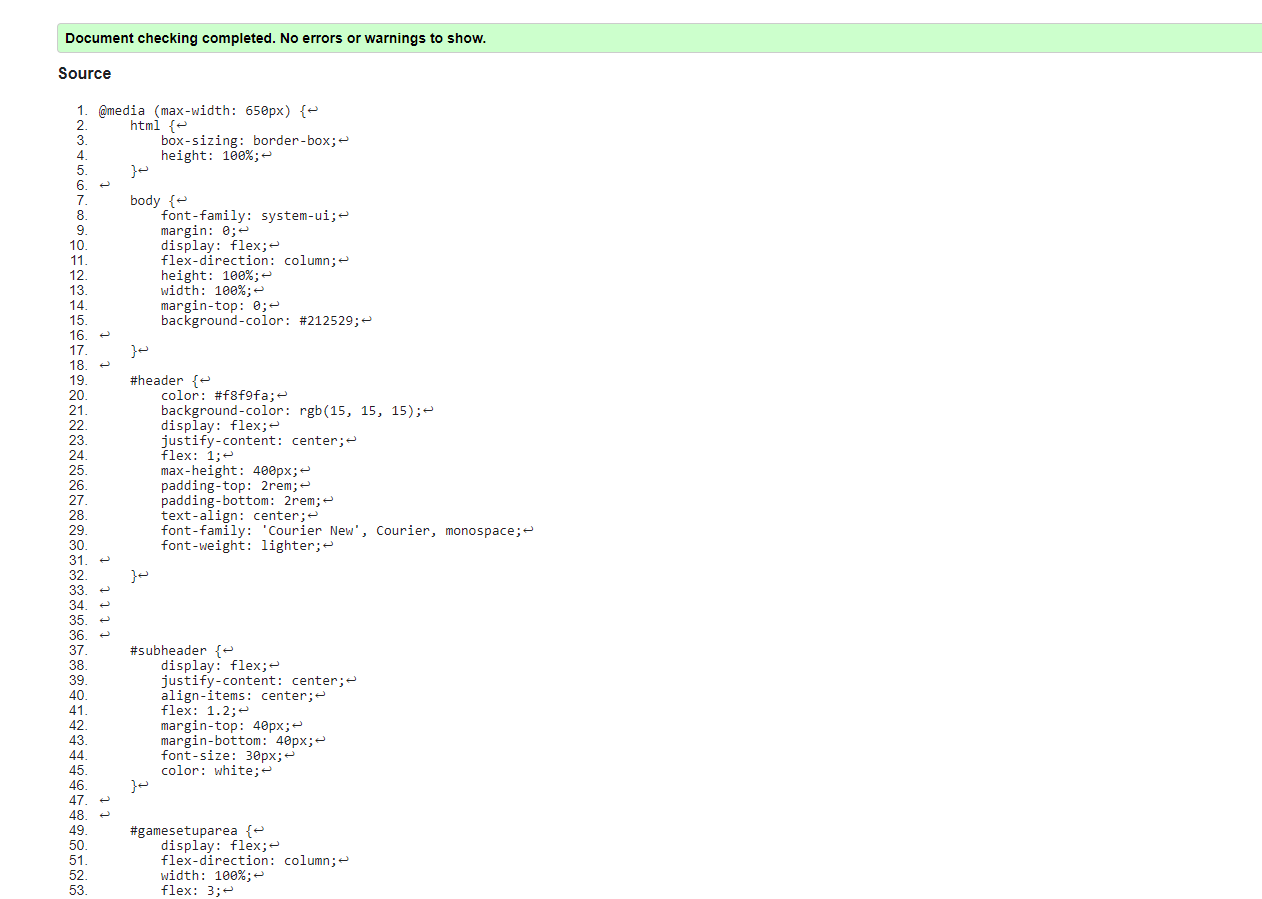 Document checking completed. No errors or warnings to show.
Source
1. @media (max-width: 650px) {↩
2. html {↩
3. box-sizing: border-box;↩
4. height: 100%;↩
5. }↩
6. ↩
7. body {↩
8. font-family: system-ui;↩
9. margin: 0;↩
10. display: flex;↩
11. flex-direction: column;↩
12. height: 100%;↩
13. width: 100%;↩
14. margin-top: 0;↩
15. background-color: #212529;↩
16. ↩
17. }↩
18. ↩
19. #header {↩
20. color: #f8f9fa;↩
21. background-color: rgb(15, 15, 15);↩
22. display: flex;↩
23. justify-content: center;↩
24. flex: 1;↩
25. max-height: 400px;↩
26. padding-top: 2rem;↩
27. padding-bottom: 2rem;↩
28. text-align: center;↩
29. font-family: 'Courier New', Courier, monospace;↩
30. font-weight: lighter;↩
31. ↩
32. }↩
33. ↩
34. ↩
35. ↩
36. ↩
37. #subheader {↩
38. display: flex;↩
39. justify-content: center;↩
40. align-items: center;↩
41. flex: 1.2;↩
42. margin-top: 40px;↩
43. margin-bottom: 40px;↩
44. font-size: 30px;↩
45. color: white;↩
46. }↩
47. ↩
48. ↩
49. #gamesetuparea {↩
50. display: flex;↩
51. flex-direction: column;↩
52. width: 100%;↩
53. flex: 3;↩